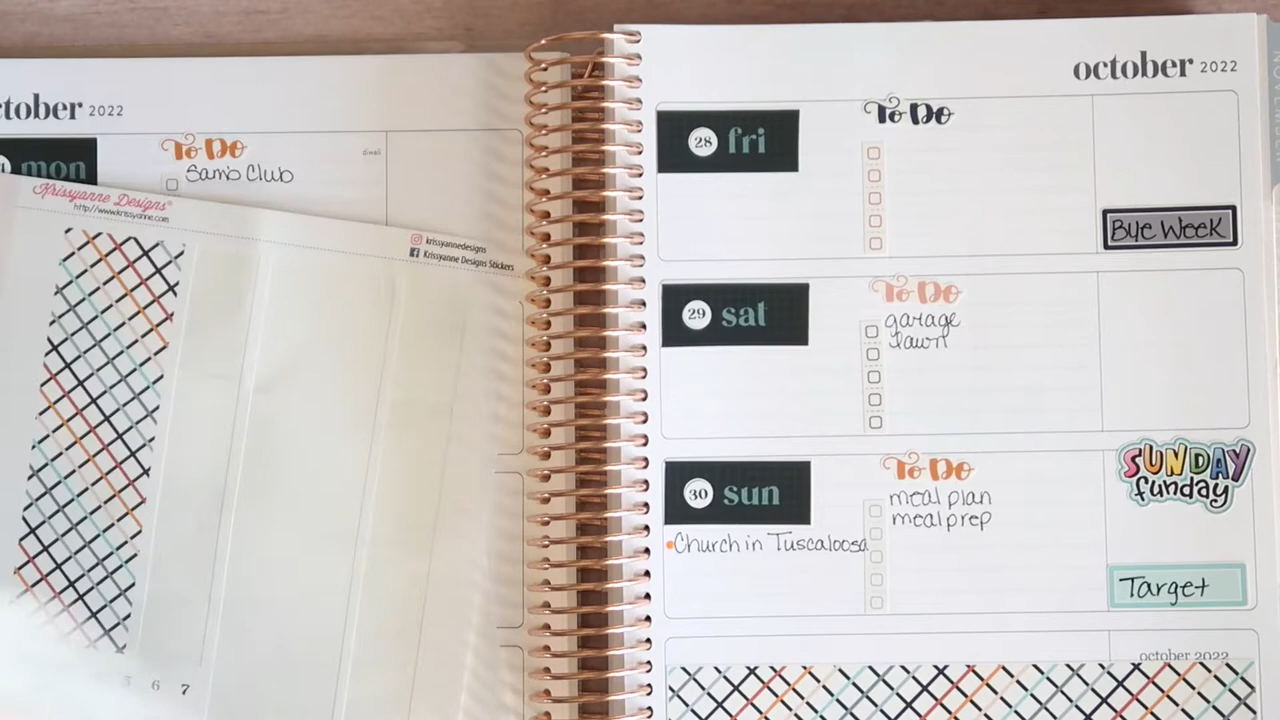 ctober 2022
mon
To Do
diwali
Sam's Club
Krissyanne Designs®
http://www.krissyanne.com
krissyannedesigns
Krissyanne Designs Stickers
6 7
october 2022
28 fri
To Do
Bye Week
29 sat
To Do
garage
lawn
30 sun
To Do
meal plan
meal prep
SUNDAY
funday
•Church in Tuscaloosa
Target
october 2022